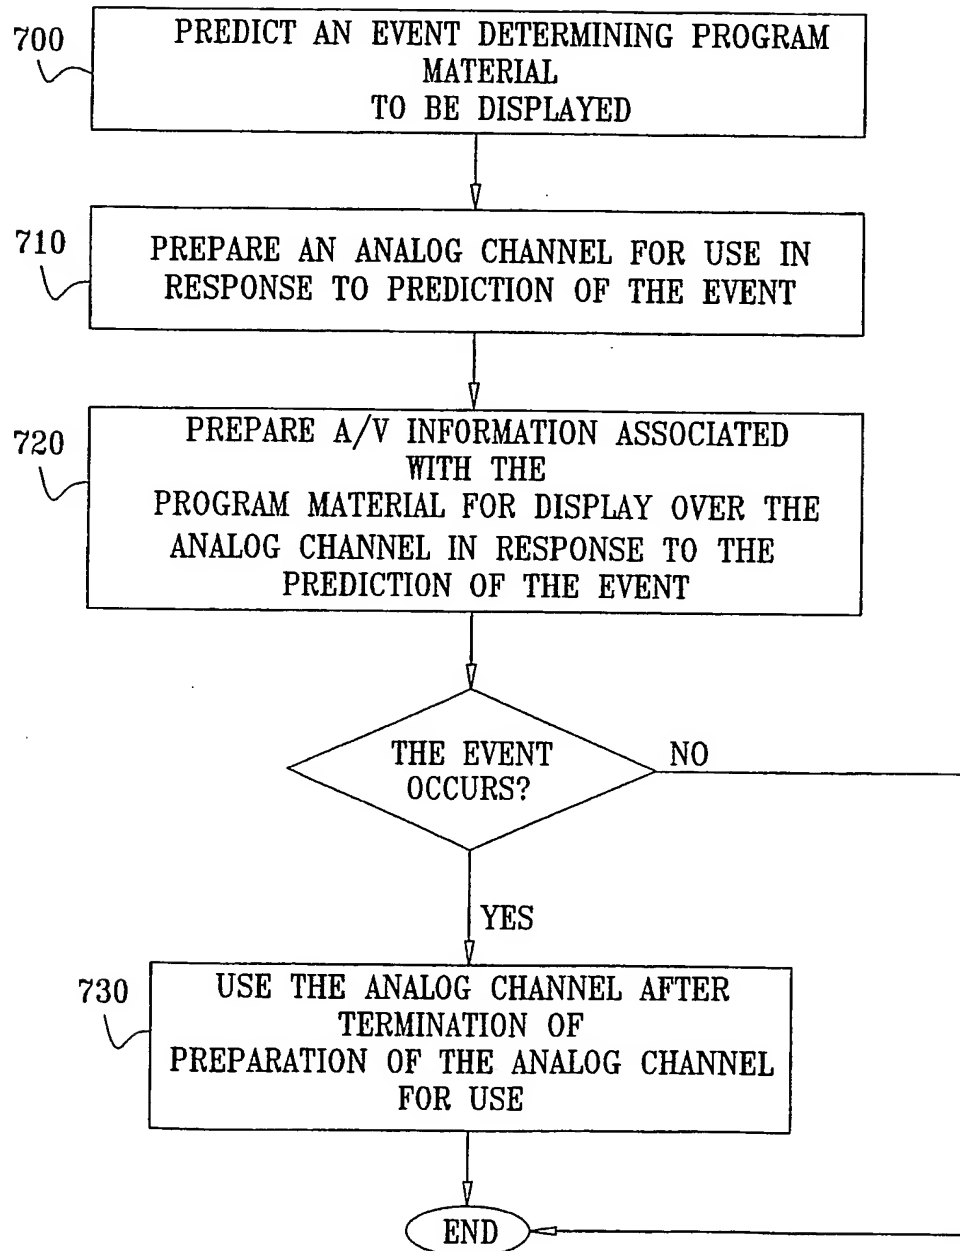 700
PREDICT AN EVENT DETERMINING PROGRAM
MATERIAL
TO BE DISPLAYED
710
PREPARE AN ANALOG CHANNEL FOR USE IN
RESPONSE TO PREDICTION OF THE EVENT
720
PREPARE A/V INFORMATION ASSOCIATED
WITH THE
PROGRAM MATERIAL FOR DISPLAY OVER THE
ANALOG CHANNEL IN RESPONSE TO THE
PREDICTION OF THE EVENT
THE EVENT
OCCURS?
NO
YES
730
USE THE ANALOG CHANNEL AFTER
TERMINATION OF
PREPARATION OF THE ANALOG CHANNEL
FOR USE
END